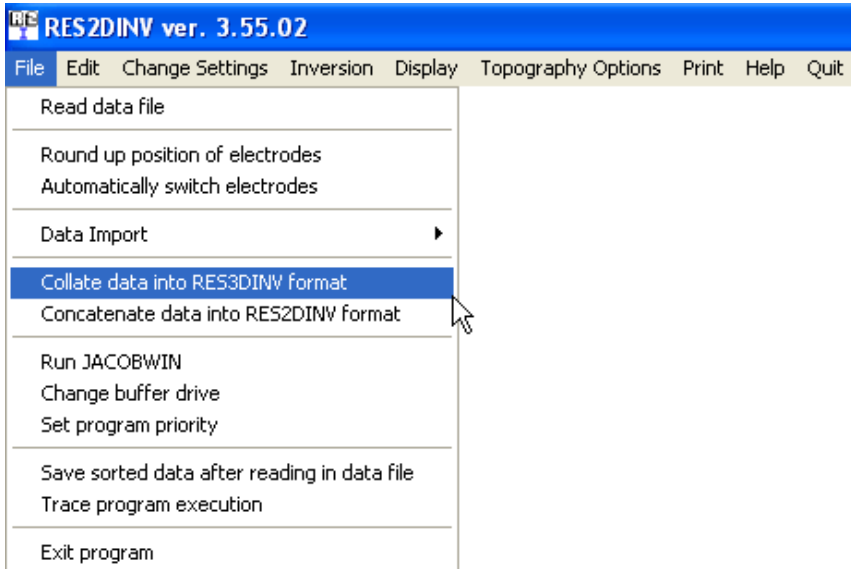 RES2DINV ver. 3.55.02
File Edit Change Settings Inversion Display Topography Options Print Help Quit
Read data file
Round up position of electrodes
Automatically switch electrodes
Data Import
Collate data into RES3DINV format
Concatenate data into RES2DINV format
Run JACOBWIN
Change buffer drive
Set program priority
Save sorted data after reading in data file
Trace program execution
Exit program